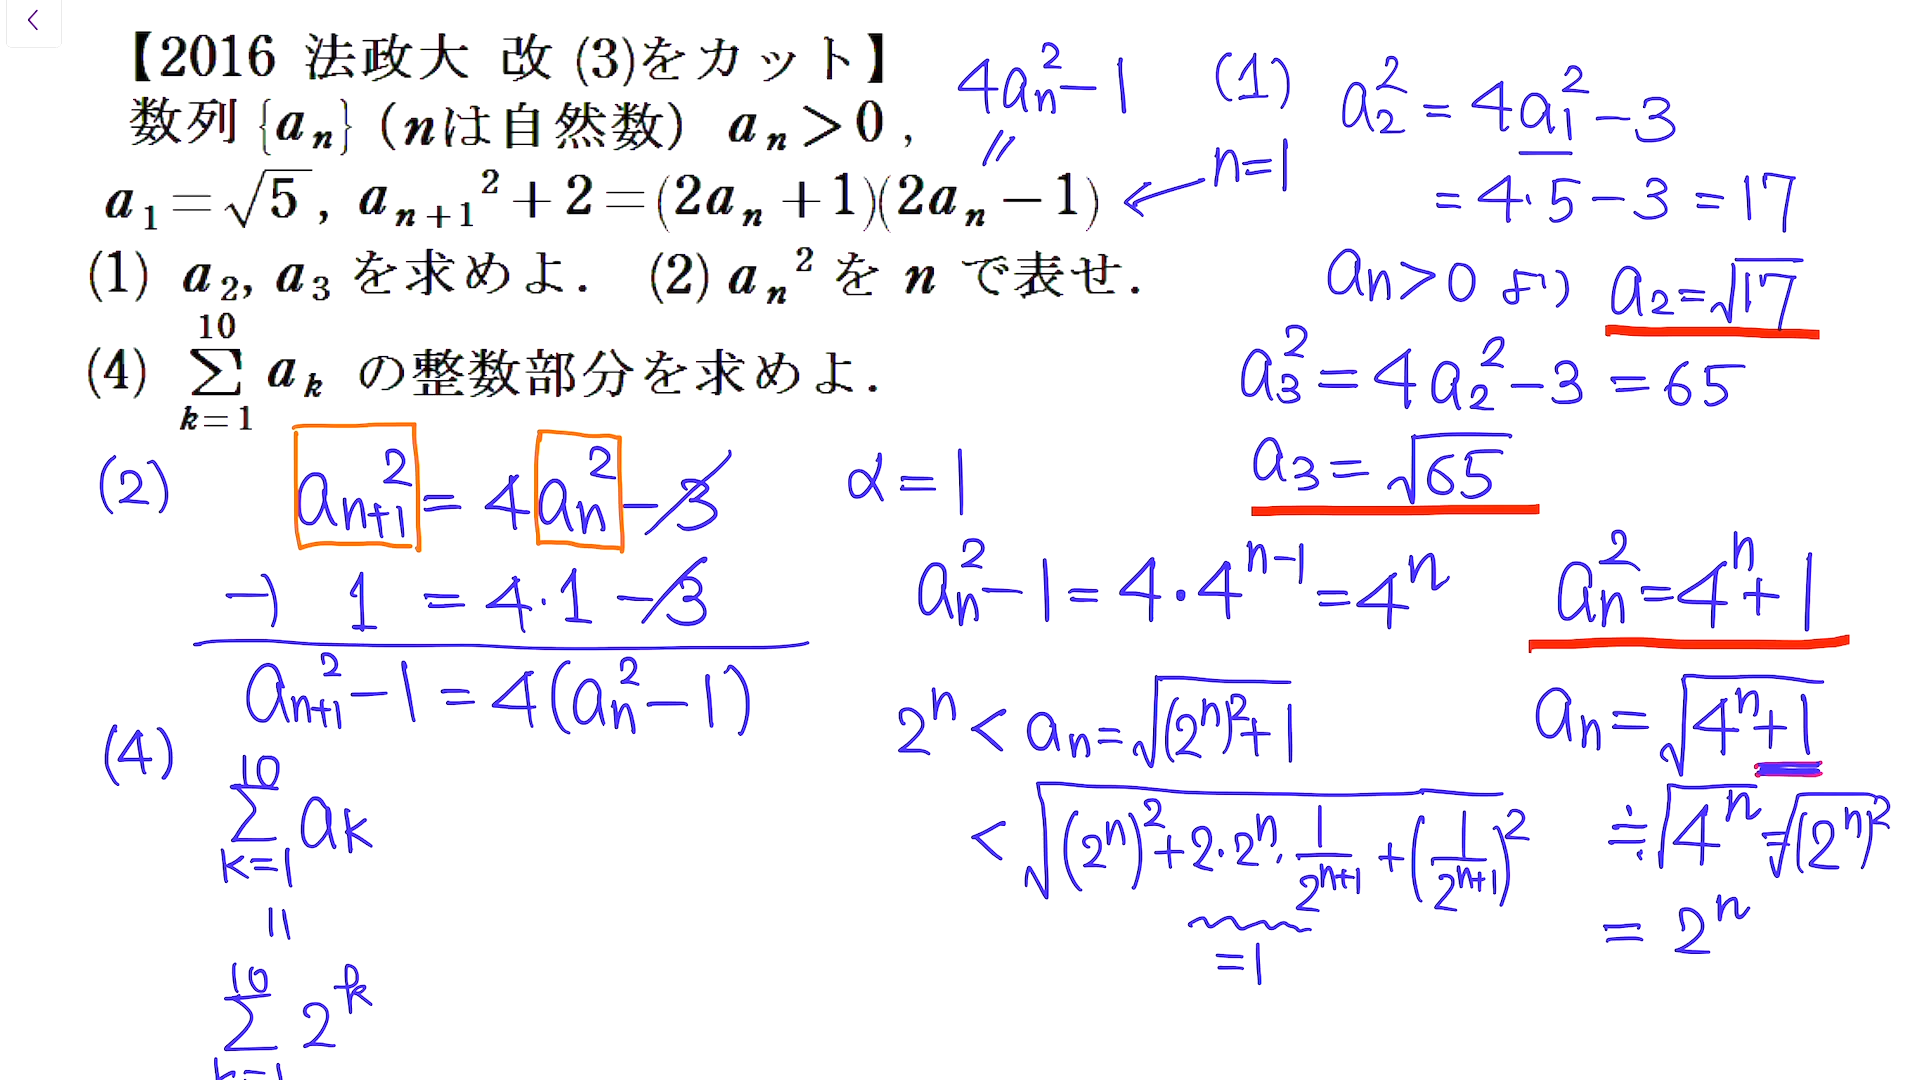 【2016 法政大 改 (3)をカット】
数列 {aₙ} (nは自然数) aₙ > 0 ,
a₁ = √5 , aₙ₊₁² + 2 = (2aₙ + 1)(2aₙ − 1)
(1) a₂, a₃ を求めよ. (2) aₙ² を n で表せ.
(4) Σ[k=1→10] aₖ の整数部分を求めよ.
4aₙ² − 1
〃
(1) a₂² = 4a₁² − 3
n=1
= 4・5 − 3 = 17
aₙ > 0 より a₂ = √17
a₃² = 4a₂² − 3 = 65
a₃ = √65
(2) aₙ₊₁² = 4aₙ² − 3
−) 1 = 4・1 − 3
aₙ₊₁² − 1 = 4(aₙ² − 1)
α = 1
aₙ² − 1 = 4・4ⁿ⁻¹ = 4ⁿ
aₙ² = 4ⁿ + 1
(4)
Σ[k=1→10] aₖ
=
Σ[k=1→10] 2ᵏ
2ⁿ < aₙ = √((2ⁿ)² + 1)
< √((2ⁿ)² + 2・2ⁿ・1/2ⁿ⁺¹ + (1/2ⁿ⁺¹)²)
= 1
aₙ = √(4ⁿ + 1)
≒ √4ⁿ = √(2ⁿ)²
= 2ⁿ